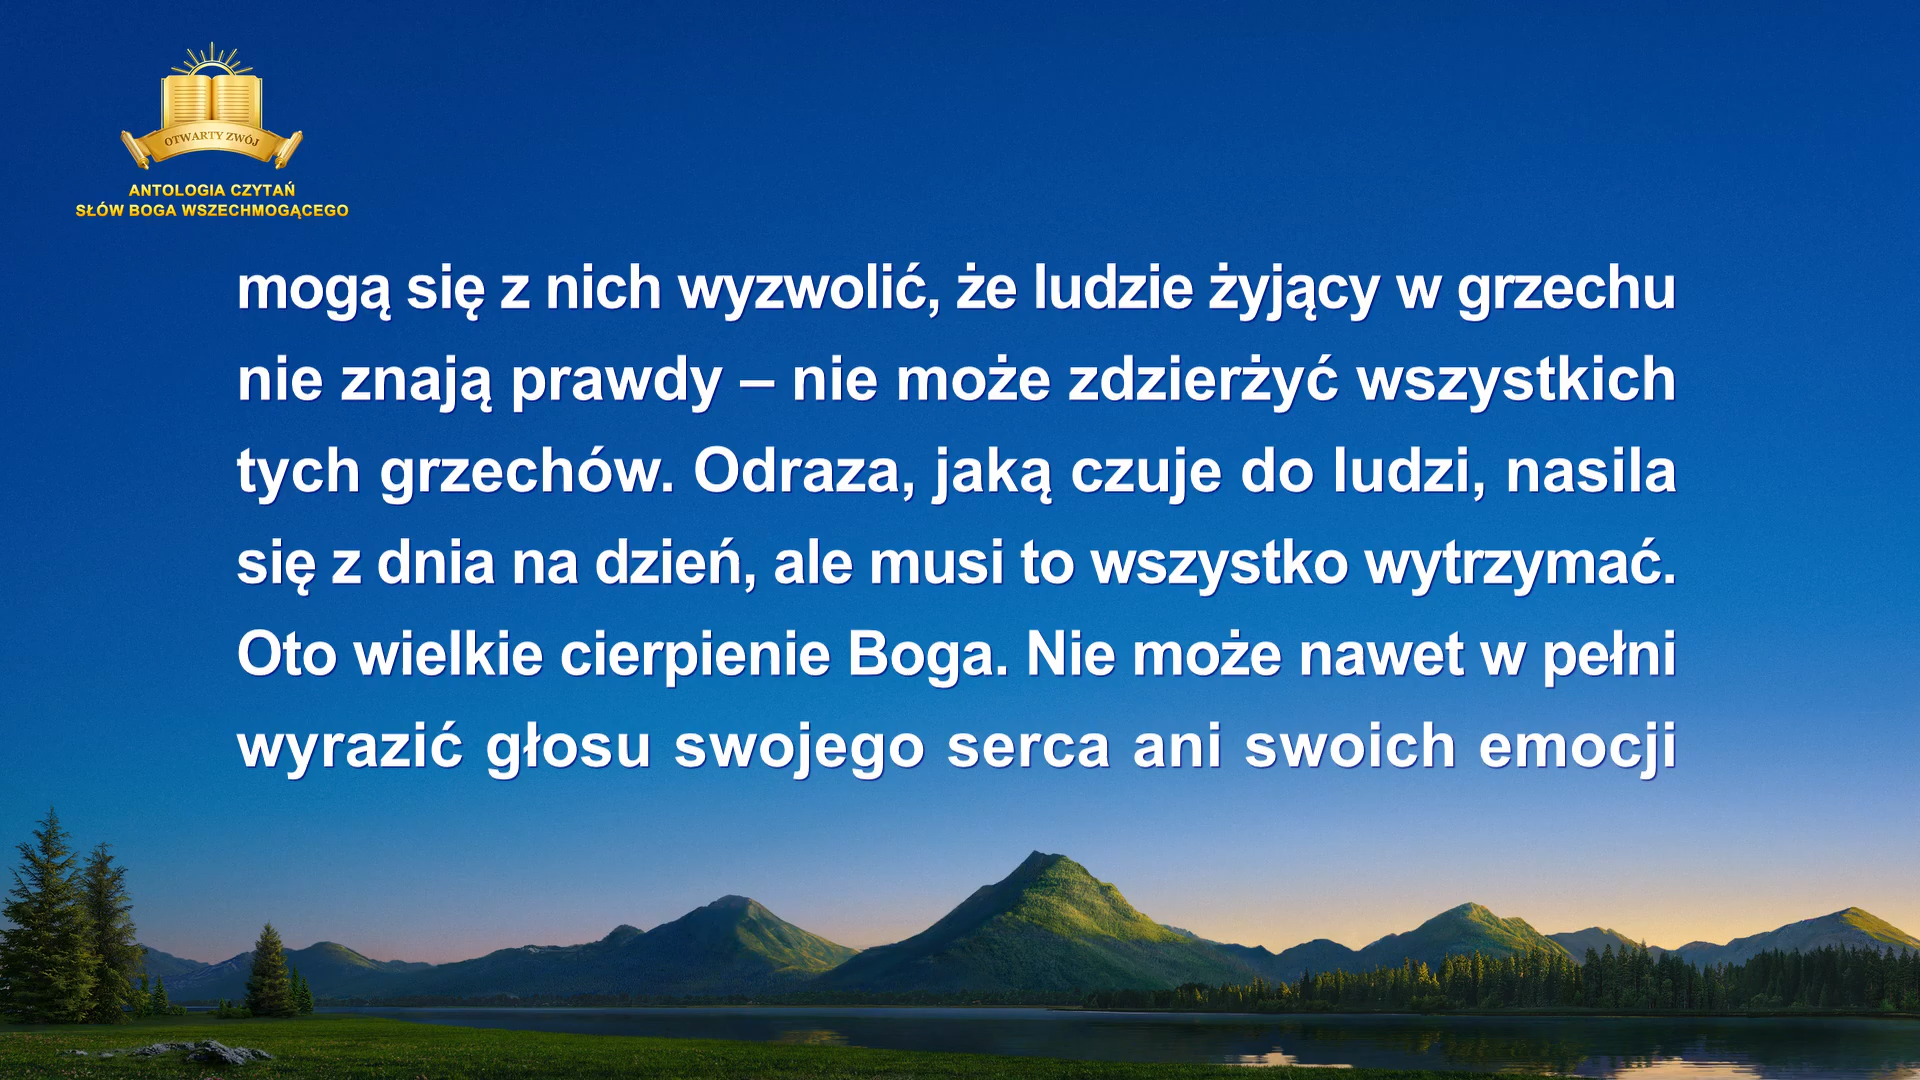 OTWARTY ZWÓJ
ANTOLOGIA CZYTAŃ
SŁÓW BOGA WSZECHMOGĄCEGO
mogą się z nich wyzwolić, że ludzie żyjący w grzechu
nie znają prawdy – nie może zdzierżyć wszystkich
tych grzechów. Odraza, jaką czuje do ludzi, nasila
się z dnia na dzień, ale musi to wszystko wytrzymać.
Oto wielkie cierpienie Boga. Nie może nawet w pełni
wyrazić głosu swojego serca ani swoich emocji